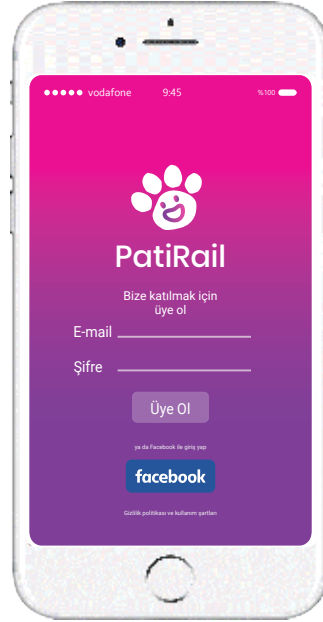 vodafone 9:45 %100
PatiRail
Bize katılmak için
üye ol
E-mail
Şifre
Üye Ol
ya da Facebook ile giriş yap
facebook
Gizlilik politikası ve kullanım şartları